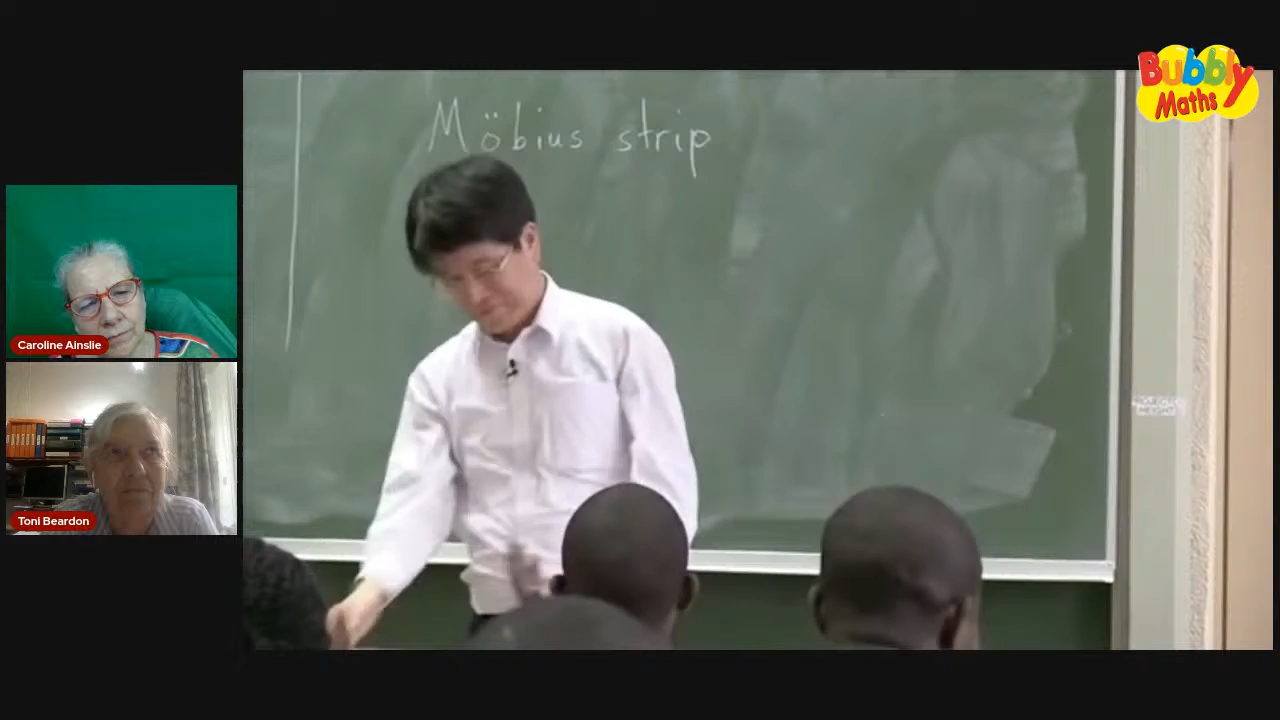 Bubbly
Maths
Möbius strip
Caroline Ainslie
Toni Beardon